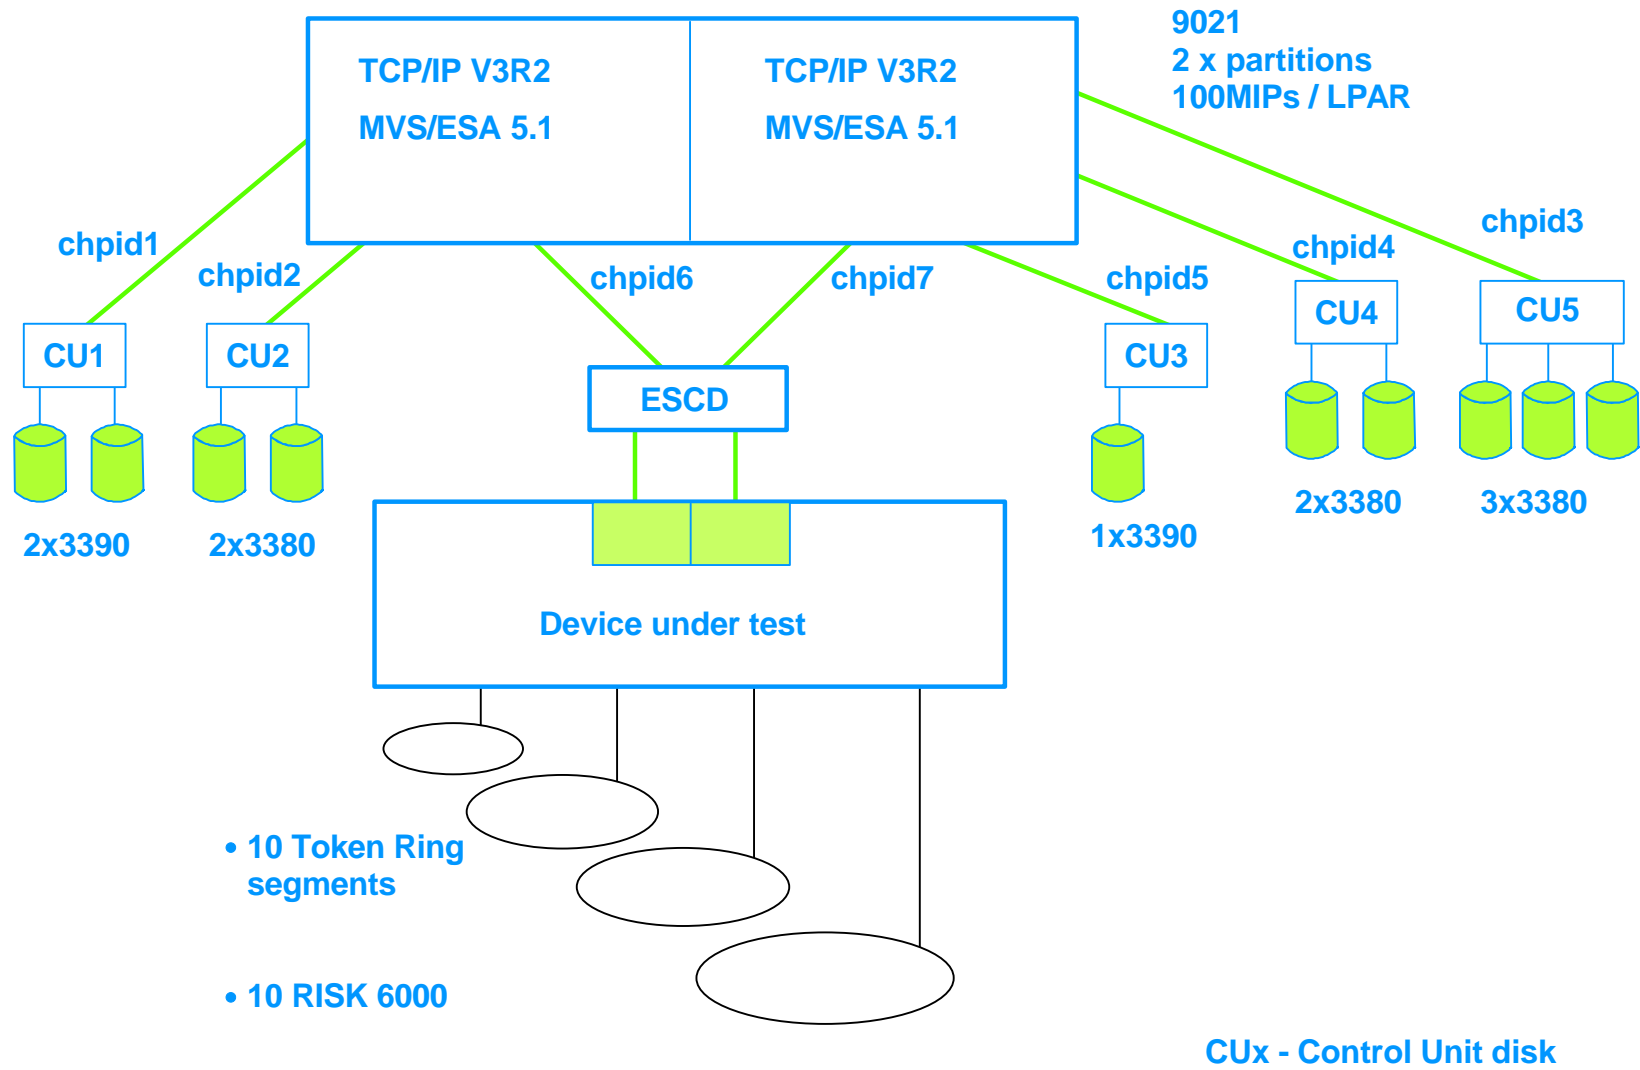 9021
2 x partitions
100MIPs / LPAR
TCP/IP V3R2
MVS/ESA 5.1
TCP/IP V3R2
MVS/ESA 5.1
chpid1
chpid2
chpid6
chpid7
chpid5
chpid4
chpid3
CU1
CU2
ESCD
CU3
CU4
CU5
2x3390
2x3380
1x3390
2x3380
3x3380
Device under test
• 10 Token Ring
segments
• 10 RISK 6000
CUx - Control Unit disk